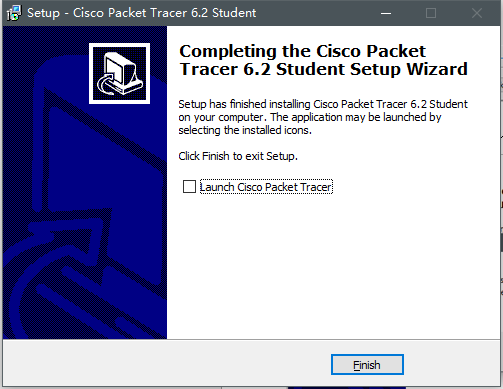 Setup - Cisco Packet Tracer 6.2 Student
Completing the Cisco Packet
Tracer 6.2 Student Setup Wizard
Setup has finished installing Cisco Packet Tracer 6.2 Student
on your computer. The application may be launched by
selecting the installed icons.
Click Finish to exit Setup.
Launch Cisco Packet Tracer
Finish